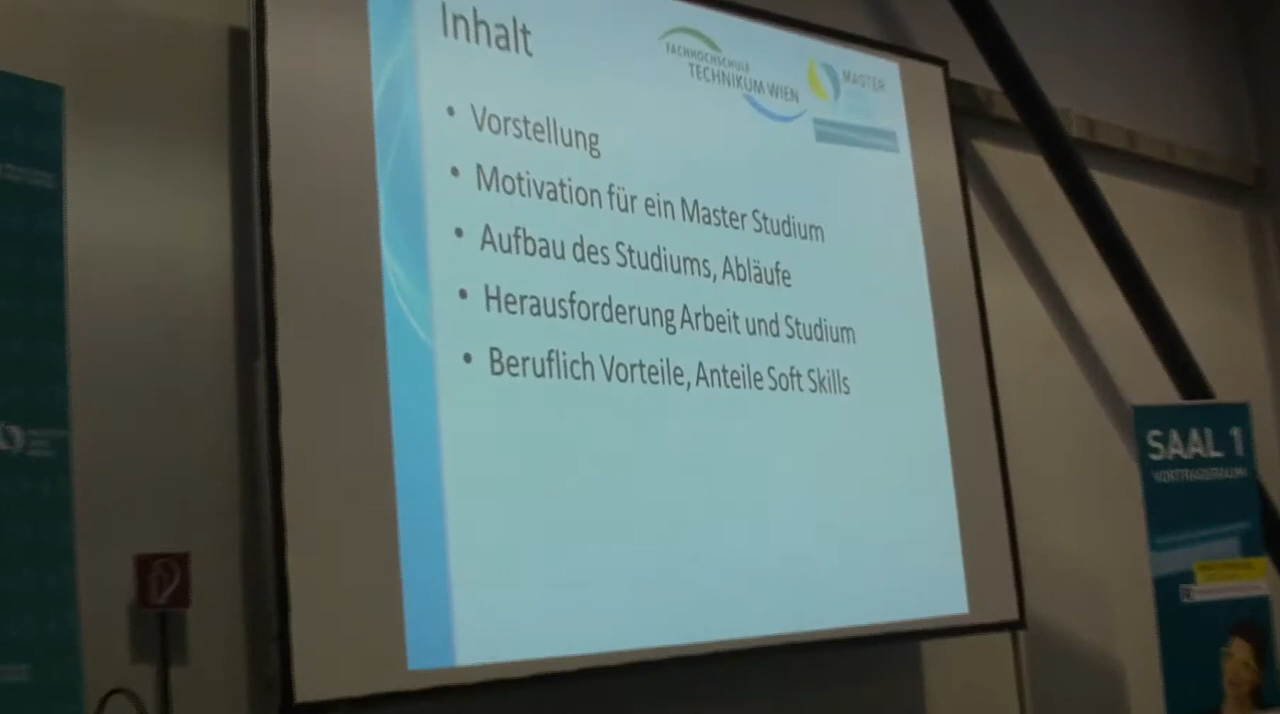 Inhalt
FACHHOCHSCHULE
TECHNIKUM WIEN
MASTER
• Vorstellung
• Motivation für ein Master Studium
• Aufbau des Studiums, Abläufe
• Herausforderung Arbeit und Studium
• Beruflich Vorteile, Anteile Soft Skills
SAAL 1
VORTRAGSRAUM